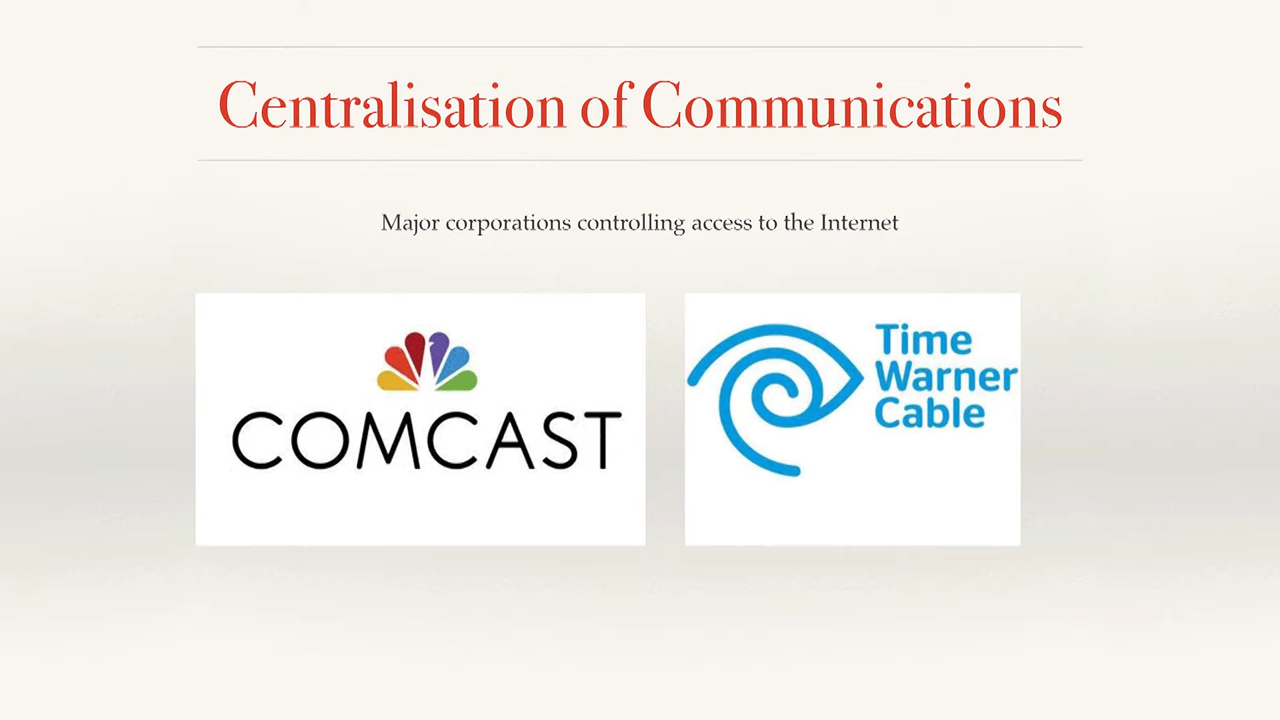 Centralisation of Communications
Major corporations controlling access to the Internet
COMCAST
Time
Warner
Cable